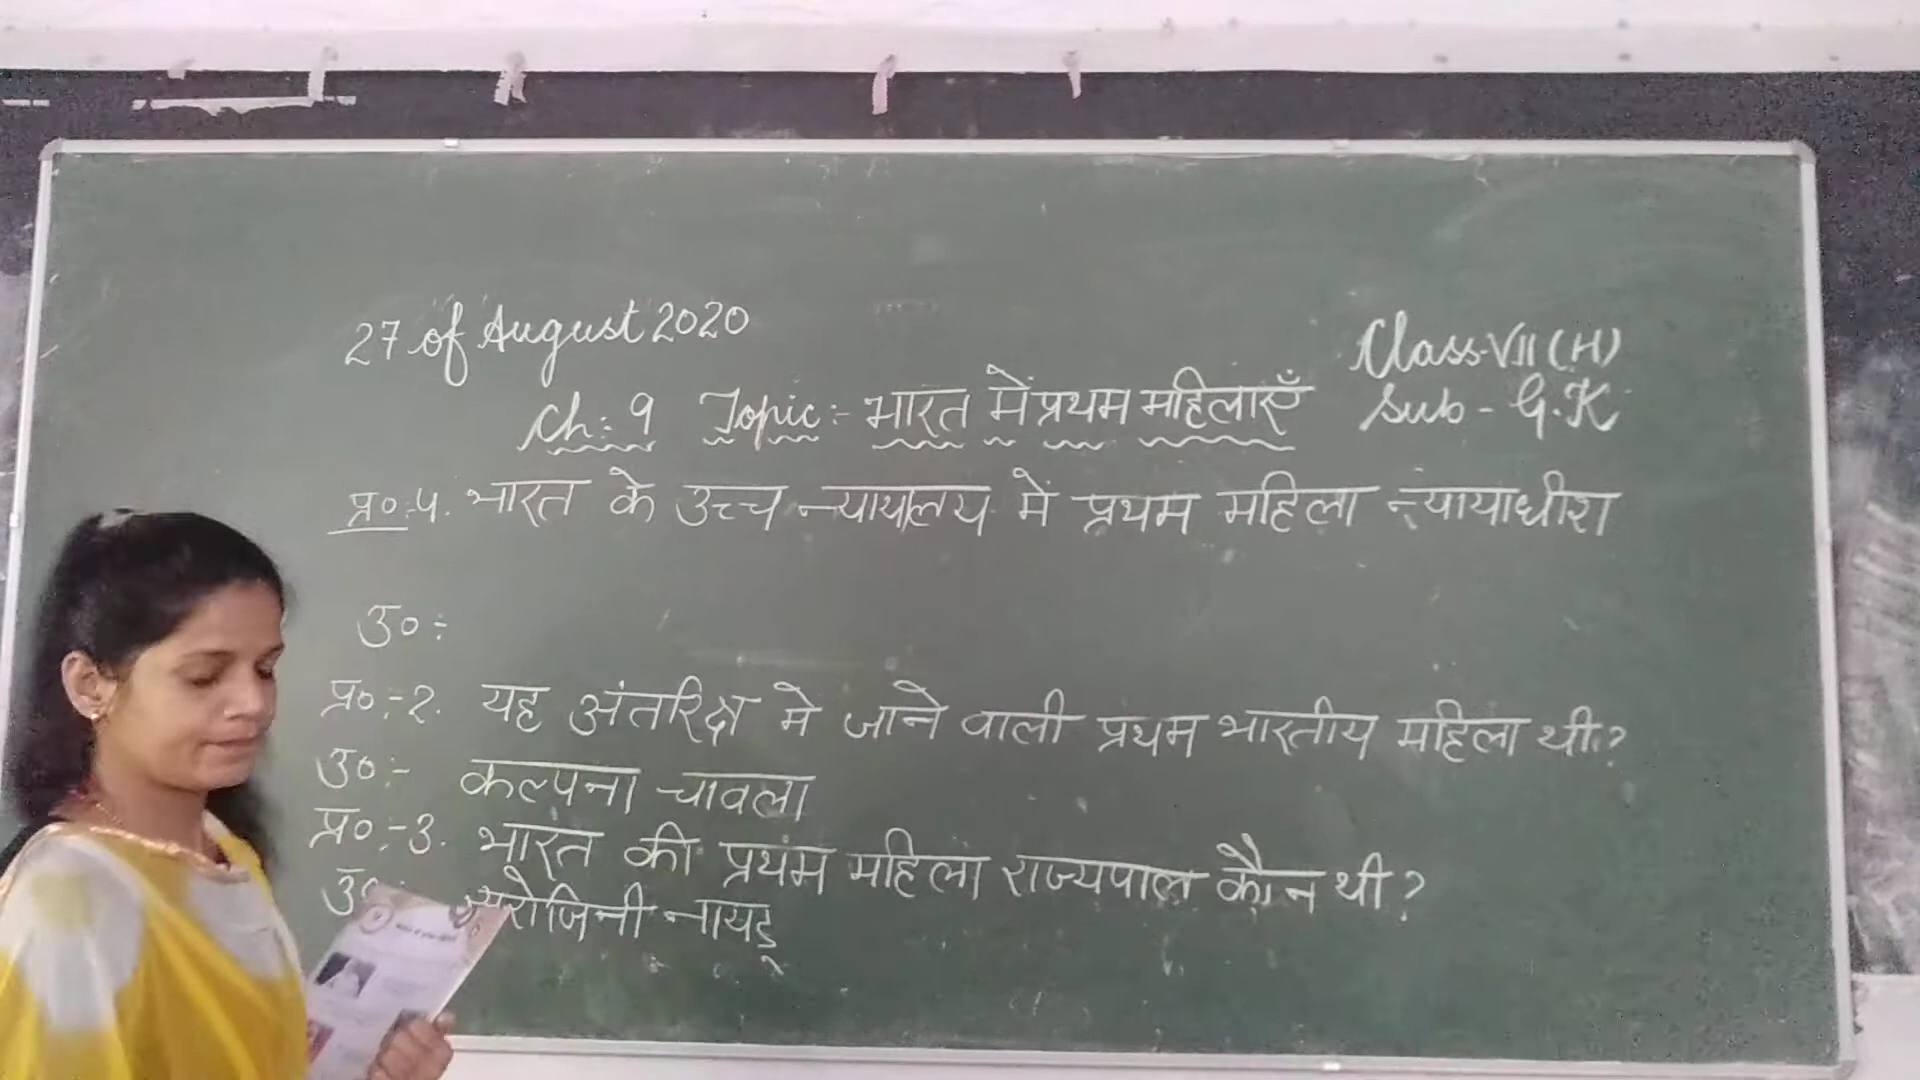 27 of August 2020
Class-VII (H)
Ch: 9 Topic:- भारत में प्रथम महिलाएँ
Sub - G.K
प्र०:-4. भारत के उच्च न्यायालय में प्रथम महिला न्यायाधीश
उ०:-
प्र०:-2. यह अंतरिक्ष मे जाने वाली प्रथम भारतीय महिला थी?
उ०:- कल्पना चावला
प्र०:-3. भारत की प्रथम महिला राज्यपाल कौन थी?
उ०:- सरोजिनी नायडू